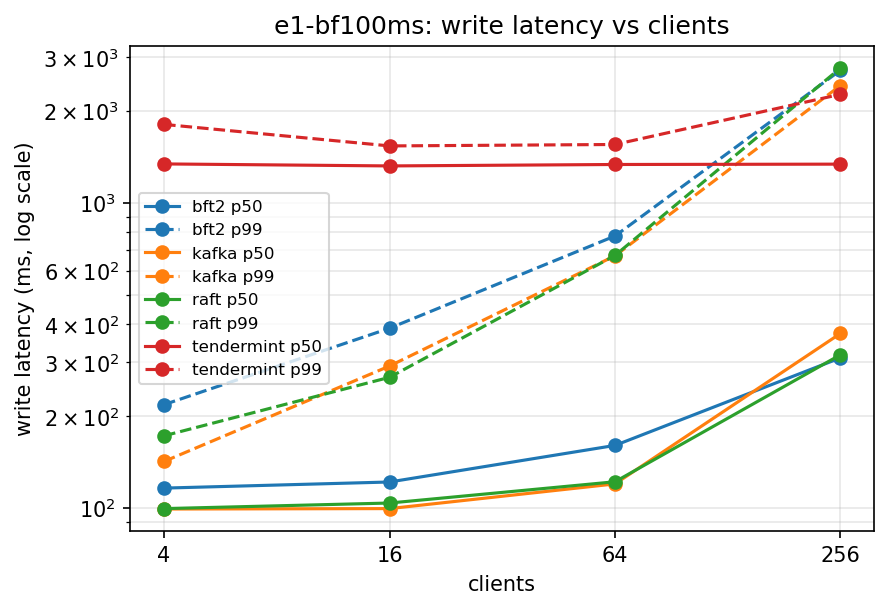 e1-bf100ms: write latency vs clients
write latency (ms, log scale)
3 × 10³
2 × 10³
10³
6 × 10²
4 × 10²
3 × 10²
2 × 10²
10²
bft2 p50
bft2 p99
kafka p50
kafka p99
raft p50
raft p99
tendermint p50
tendermint p99
4 16 64 256
clients